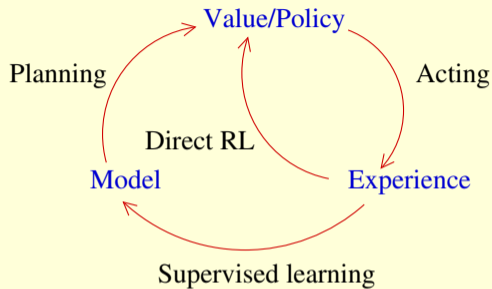 Value/Policy
Planning
Acting
Direct RL
Model
Experience
Supervised learning